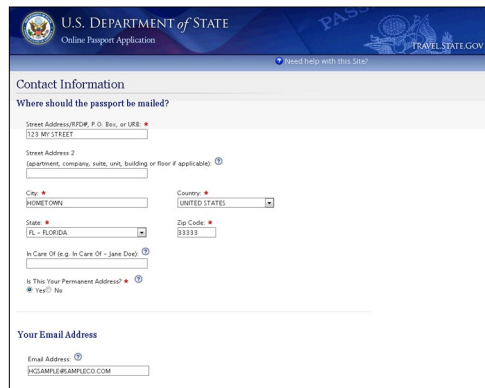 U.S. DEPARTMENT of STATE
Online Passport Application
PASS
TRAVEL.STATE.GOV
Need help with this Site?
Contact Information
Where should the passport be mailed?
Street Address/RFD#, P.O. Box, or URB: *
123 MY STREET
Street Address 2
(apartment, company, suite, unit, building or floor if applicable):
City: * Country: *
HOMETOWN UNITED STATES
State: * Zip Code: *
FL - FLORIDA 33333
In Care Of (e.g. In Care Of - Jane Doe):
Is This Your Permanent Address? *
Yes No
Your Email Address
Email Address:
HGSAMPLE@SAMPLECO.COM